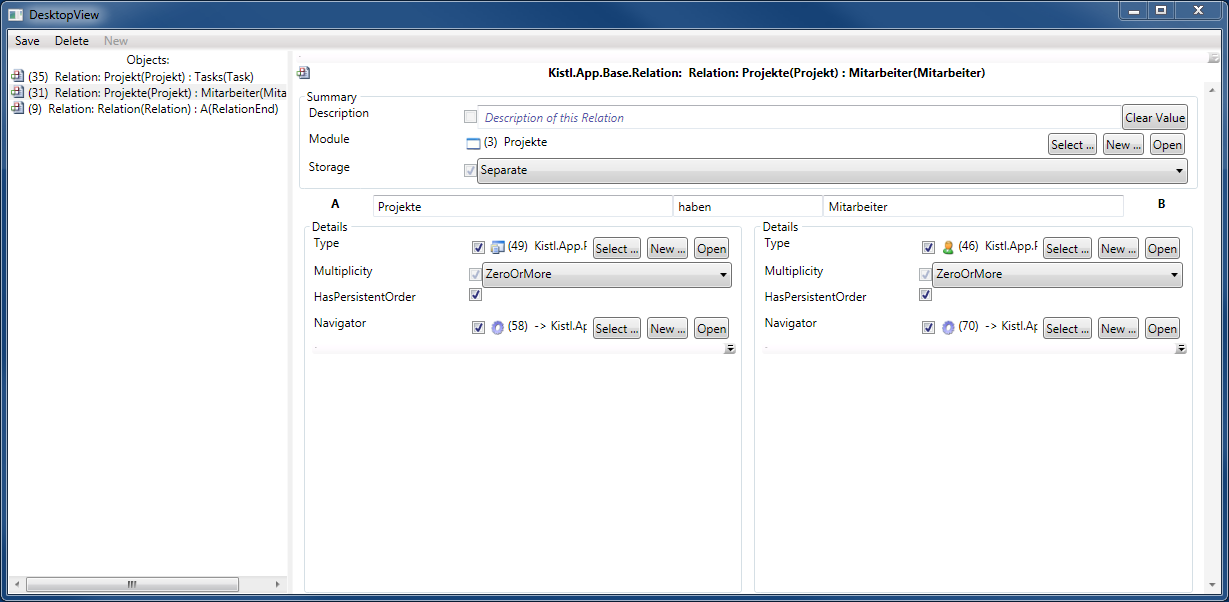 DesktopView
Save Delete New
Objects:
(35) Relation: Projekt(Projekt) : Tasks(Task)
(31) Relation: Projekte(Projekt) : Mitarbeiter(Mita
(9) Relation: Relation(Relation) : A(RelationEnd)
Kistl.App.Base.Relation: Relation: Projekte(Projekt) : Mitarbeiter(Mitarbeiter)
Summary
Description Description of this Relation Clear Value
Module (3) Projekte Select ... New ... Open
Storage Separate
A Projekte haben Mitarbeiter B
Details
Type (49) Kistl.App.F Select ... New ... Open
Multiplicity ZeroOrMore
HasPersistentOrder
Navigator (58) -> Kistl.Ap Select ... New ... Open
Details
Type (46) Kistl.App.F Select ... New ... Open
Multiplicity ZeroOrMore
HasPersistentOrder
Navigator (70) -> Kistl.Ap Select ... New ... Open